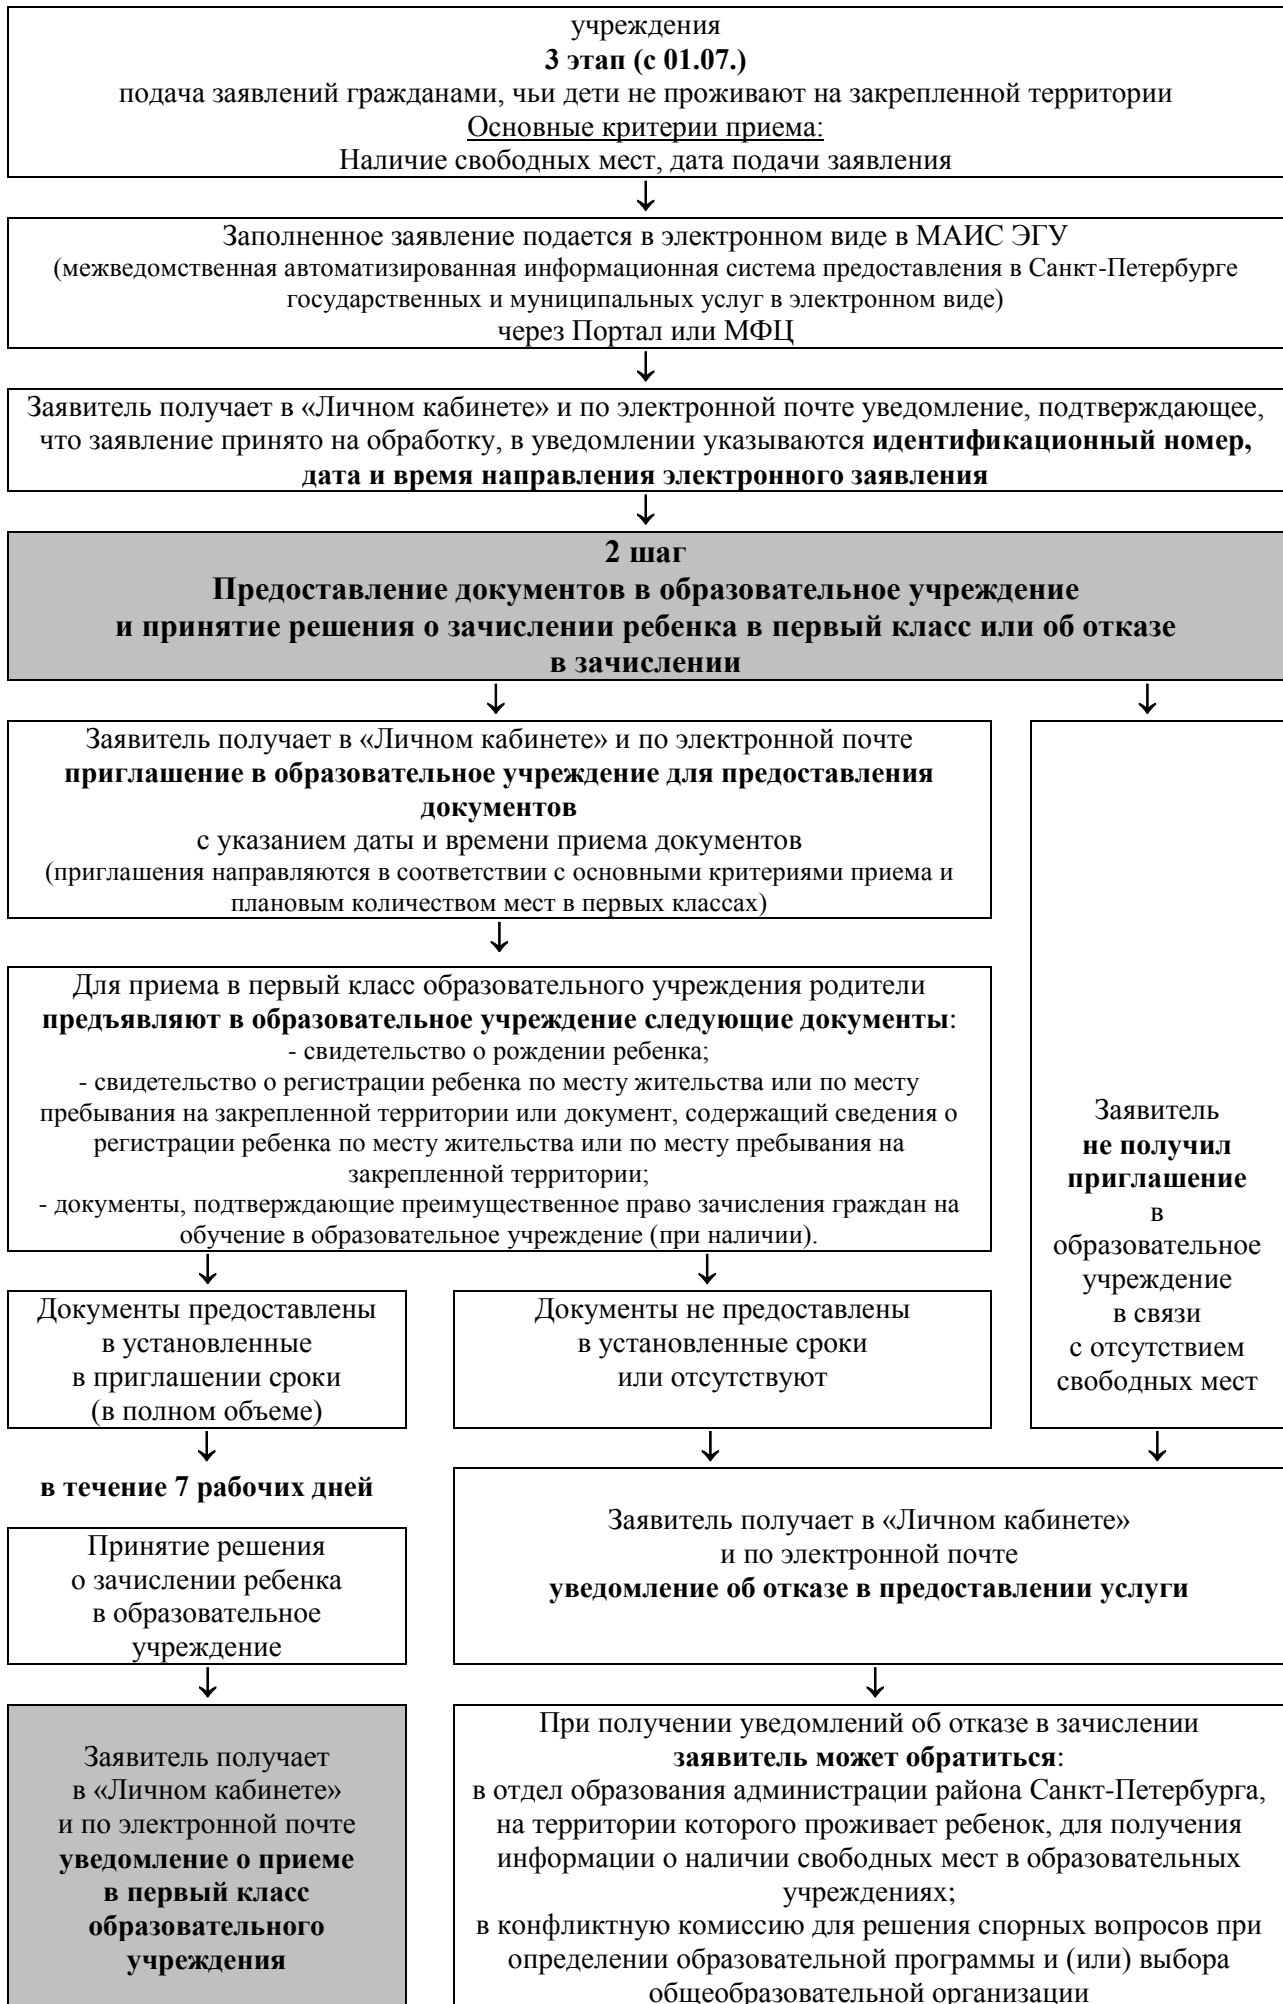 учреждения
3 этап (с 01.07.)
подача заявлений гражданами, чьи дети не проживают на закрепленной территории
Основные критерии приема:
Наличие свободных мест, дата подачи заявления
Заполненное заявление подается в электронном виде в МАИС ЭГУ
(межведомственная автоматизированная информационная система предоставления в Санкт-Петербурге
государственных и муниципальных услуг в электронном виде)
через Портал или МФЦ
Заявитель получает в «Личном кабинете» и по электронной почте уведомление, подтверждающее,
что заявление принято на обработку, в уведомлении указываются идентификационный номер,
дата и время направления электронного заявления
2 шаг
Предоставление документов в образовательное учреждение
и принятие решения о зачислении ребенка в первый класс или об отказе
в зачислении
Заявитель получает в «Личном кабинете» и по электронной почте
приглашение в образовательное учреждение для предоставления
документов
с указанием даты и времени приема документов
(приглашения направляются в соответствии с основными критериями приема и
плановым количеством мест в первых классах)
Для приема в первый класс образовательного учреждения родители
предъявляют в образовательное учреждение следующие документы:
- свидетельство о рождении ребенка;
- свидетельство о регистрации ребенка по месту жительства или по месту
пребывания на закрепленной территории или документ, содержащий сведения о
регистрации ребенка по месту жительства или по месту пребывания на
закрепленной территории;
- документы, подтверждающие преимущественное право зачисления граждан на
обучение в образовательное учреждение (при наличии).
Заявитель
не получил
приглашение
в
образовательное
учреждение
в связи
с отсутствием
свободных мест
Документы предоставлены
в установленные
в приглашении сроки
(в полном объеме)
Документы не предоставлены
в установленные сроки
или отсутствуют
в течение 7 рабочих дней
Принятие решения
о зачислении ребенка
в образовательное
учреждение
Заявитель получает в «Личном кабинете»
и по электронной почте
уведомление об отказе в предоставлении услуги
Заявитель получает
в «Личном кабинете»
и по электронной почте
уведомление о приеме
в первый класс
образовательного
учреждения
При получении уведомлений об отказе в зачислении
заявитель может обратиться:
в отдел образования администрации района Санкт-Петербурга,
на территории которого проживает ребенок, для получения
информации о наличии свободных мест в образовательных
учреждениях;
в конфликтную комиссию для решения спорных вопросов при
определении образовательной программы и (или) выбора
общеобразовательной организации